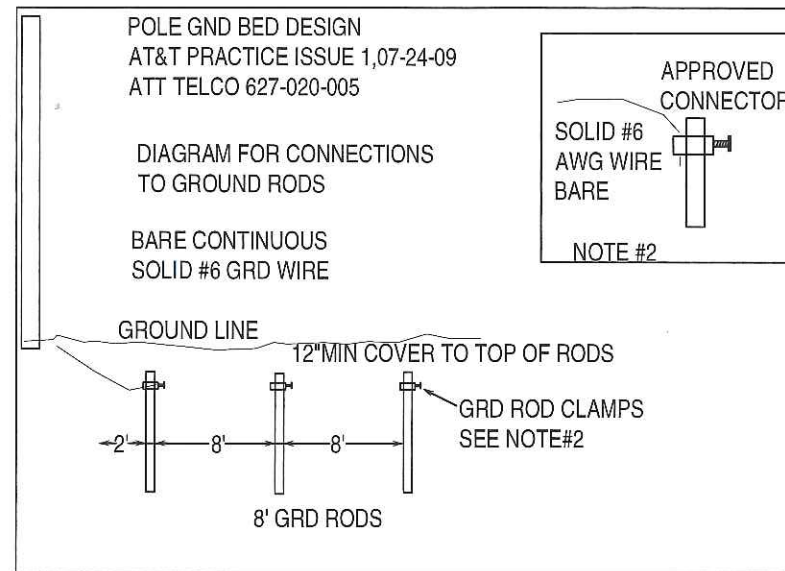 POLE GND BED DESIGN
AT&T PRACTICE ISSUE 1,07-24-09
ATT TELCO 627-020-005
DIAGRAM FOR CONNECTIONS
TO GROUND RODS
BARE CONTINUOUS
SOLID #6 GRD WIRE
APPROVED
CONNECTOR
SOLID #6
AWG WIRE
BARE
NOTE #2
GROUND LINE
12"MIN COVER TO TOP OF RODS
GRD ROD CLAMPS
SEE NOTE#2
2'
8'
8'
8' GRD RODS